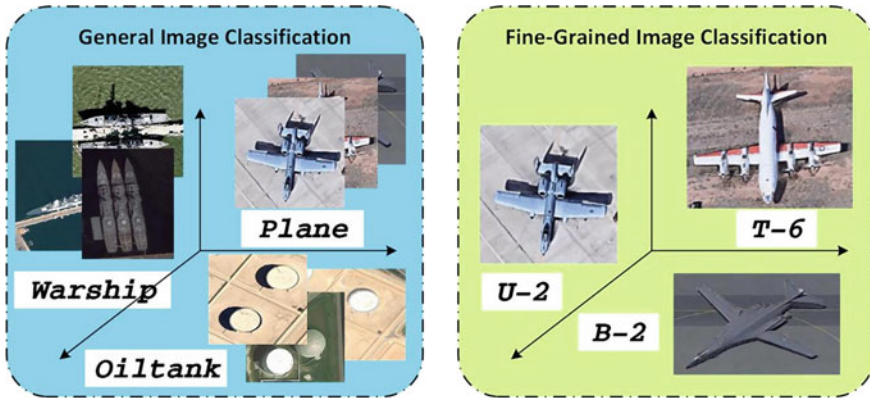 General Image Classification
Plane
Warship
Oiltank
Fine-Grained Image Classification
T-6
U-2
B-2